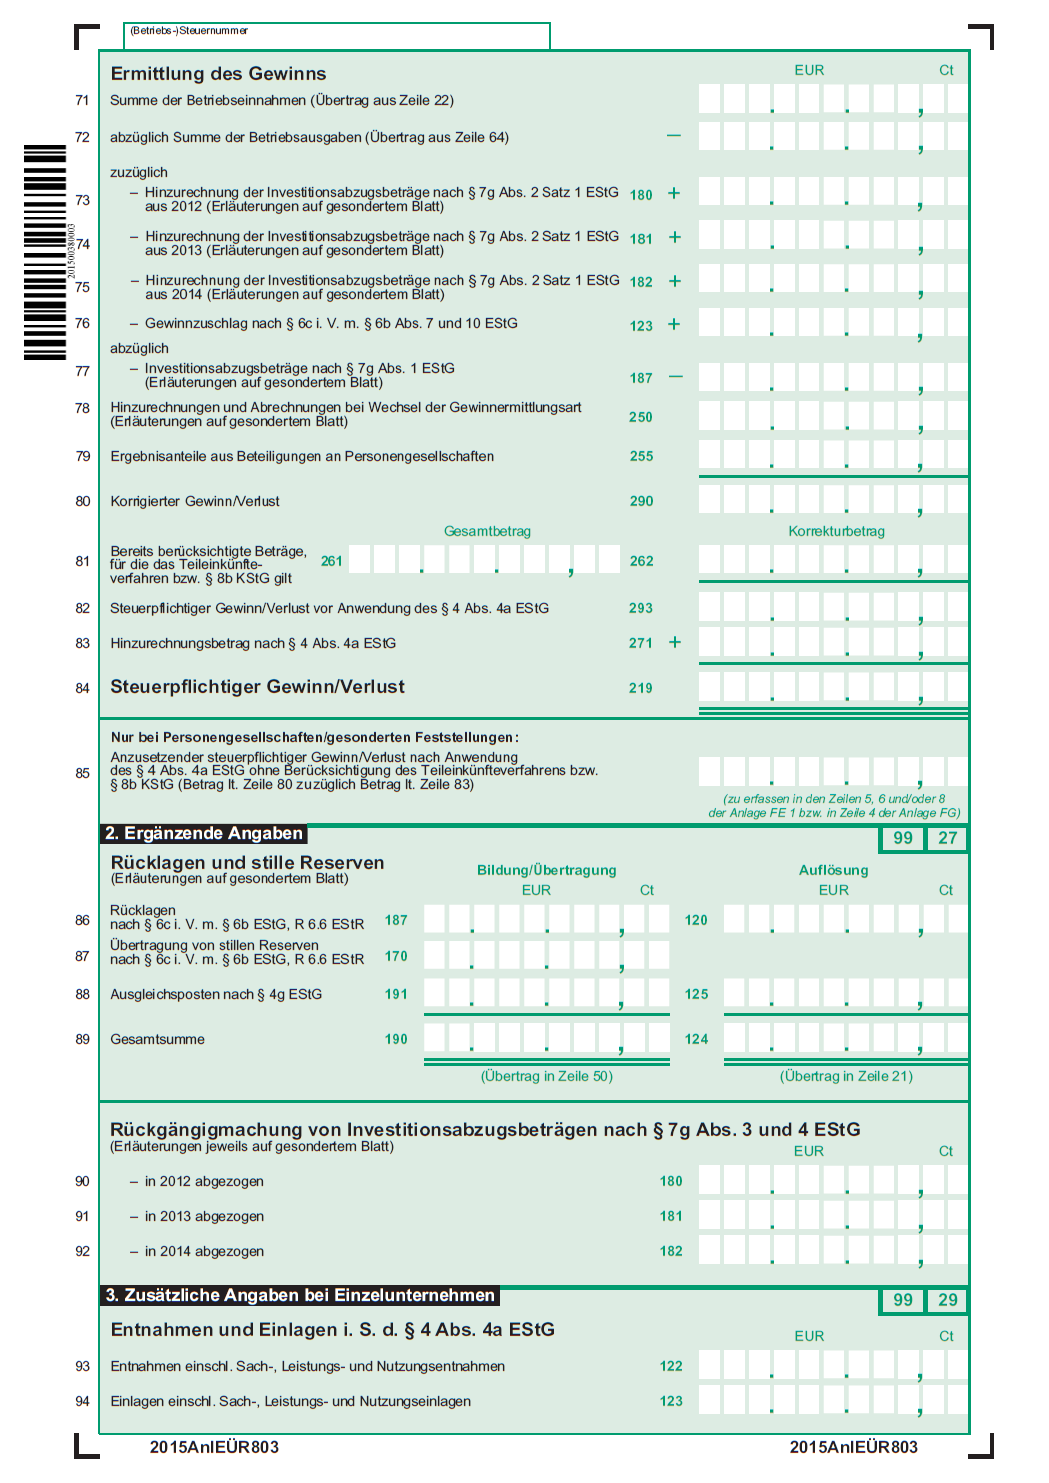 (Betriebs-)Steuernummer
Ermittlung des Gewinns
EUR Ct
71 Summe der Betriebseinnahmen (Übertrag aus Zeile 22)
72 abzüglich Summe der Betriebsausgaben (Übertrag aus Zeile 64) –
zuzüglich
73 – Hinzurechnung der Investitionsabzugsbeträge nach § 7g Abs. 2 Satz 1 EStG 180 +
aus 2012 (Erläuterungen auf gesondertem Blatt)
74 – Hinzurechnung der Investitionsabzugsbeträge nach § 7g Abs. 2 Satz 1 EStG 181 +
aus 2013 (Erläuterungen auf gesondertem Blatt)
75 – Hinzurechnung der Investitionsabzugsbeträge nach § 7g Abs. 2 Satz 1 EStG 182 +
aus 2014 (Erläuterungen auf gesondertem Blatt)
201500380003
76 – Gewinnzuschlag nach § 6c i. V. m. § 6b Abs. 7 und 10 EStG 123 +
abzüglich
77 – Investitionsabzugsbeträge nach § 7g Abs. 1 EStG
(Erläuterungen auf gesondertem Blatt) 187 –
78 Hinzurechnungen und Abrechnungen bei Wechsel der Gewinnermittlungsart
(Erläuterungen auf gesondertem Blatt) 250
79 Ergebnisanteile aus Beteiligungen an Personengesellschaften 255
80 Korrigierter Gewinn/Verlust 290
Gesamtbetrag Korrekturbetrag
81 Bereits berücksichtigte Beträge, 261 262
für die das Teileinkünfte-
verfahren bzw. § 8b KStG gilt
82 Steuerpflichtiger Gewinn/Verlust vor Anwendung des § 4 Abs. 4a EStG 293
83 Hinzurechnungsbetrag nach § 4 Abs. 4a EStG 271 +
84 Steuerpflichtiger Gewinn/Verlust 219
Nur bei Personengesellschaften/gesonderten Feststellungen:
Anzusetzender steuerpflichtiger Gewinn/Verlust nach Anwendung
85 des § 4 Abs. 4a EStG ohne Berücksichtigung des Teileinkünfteverfahrens bzw.
§ 8b KStG (Betrag lt. Zeile 80 zuzüglich Betrag lt. Zeile 83)
(zu erfassen in den Zeilen 5, 6 und/oder 8
der Anlage FE 1 bzw. in Zeile 4 der Anlage FG)
2. Ergänzende Angaben 99 27
Rücklagen und stille Reserven
(Erläuterungen auf gesondertem Blatt)
Bildung/Übertragung Auflösung
EUR Ct EUR Ct
86 Rücklagen
nach § 6c i. V. m. § 6b EStG, R 6.6 EStR 187 120
87 Übertragung von stillen Reserven
nach § 6c i. V. m. § 6b EStG, R 6.6 EStR 170
88 Ausgleichsposten nach § 4g EStG 191 125
89 Gesamtsumme 190 124
(Übertrag in Zeile 50) (Übertrag in Zeile 21)
Rückgängigmachung von Investitionsabzugsbeträgen nach § 7g Abs. 3 und 4 EStG
(Erläuterungen jeweils auf gesondertem Blatt)
EUR Ct
90 – in 2012 abgezogen 180
91 – in 2013 abgezogen 181
92 – in 2014 abgezogen 182
3. Zusätzliche Angaben bei Einzelunternehmen 99 29
Entnahmen und Einlagen i. S. d. § 4 Abs. 4a EStG
EUR Ct
93 Entnahmen einschl. Sach-, Leistungs- und Nutzungsentnahmen 122
94 Einlagen einschl. Sach-, Leistungs- und Nutzungseinlagen 123
2015AnlEÜR803 2015AnlEÜR803